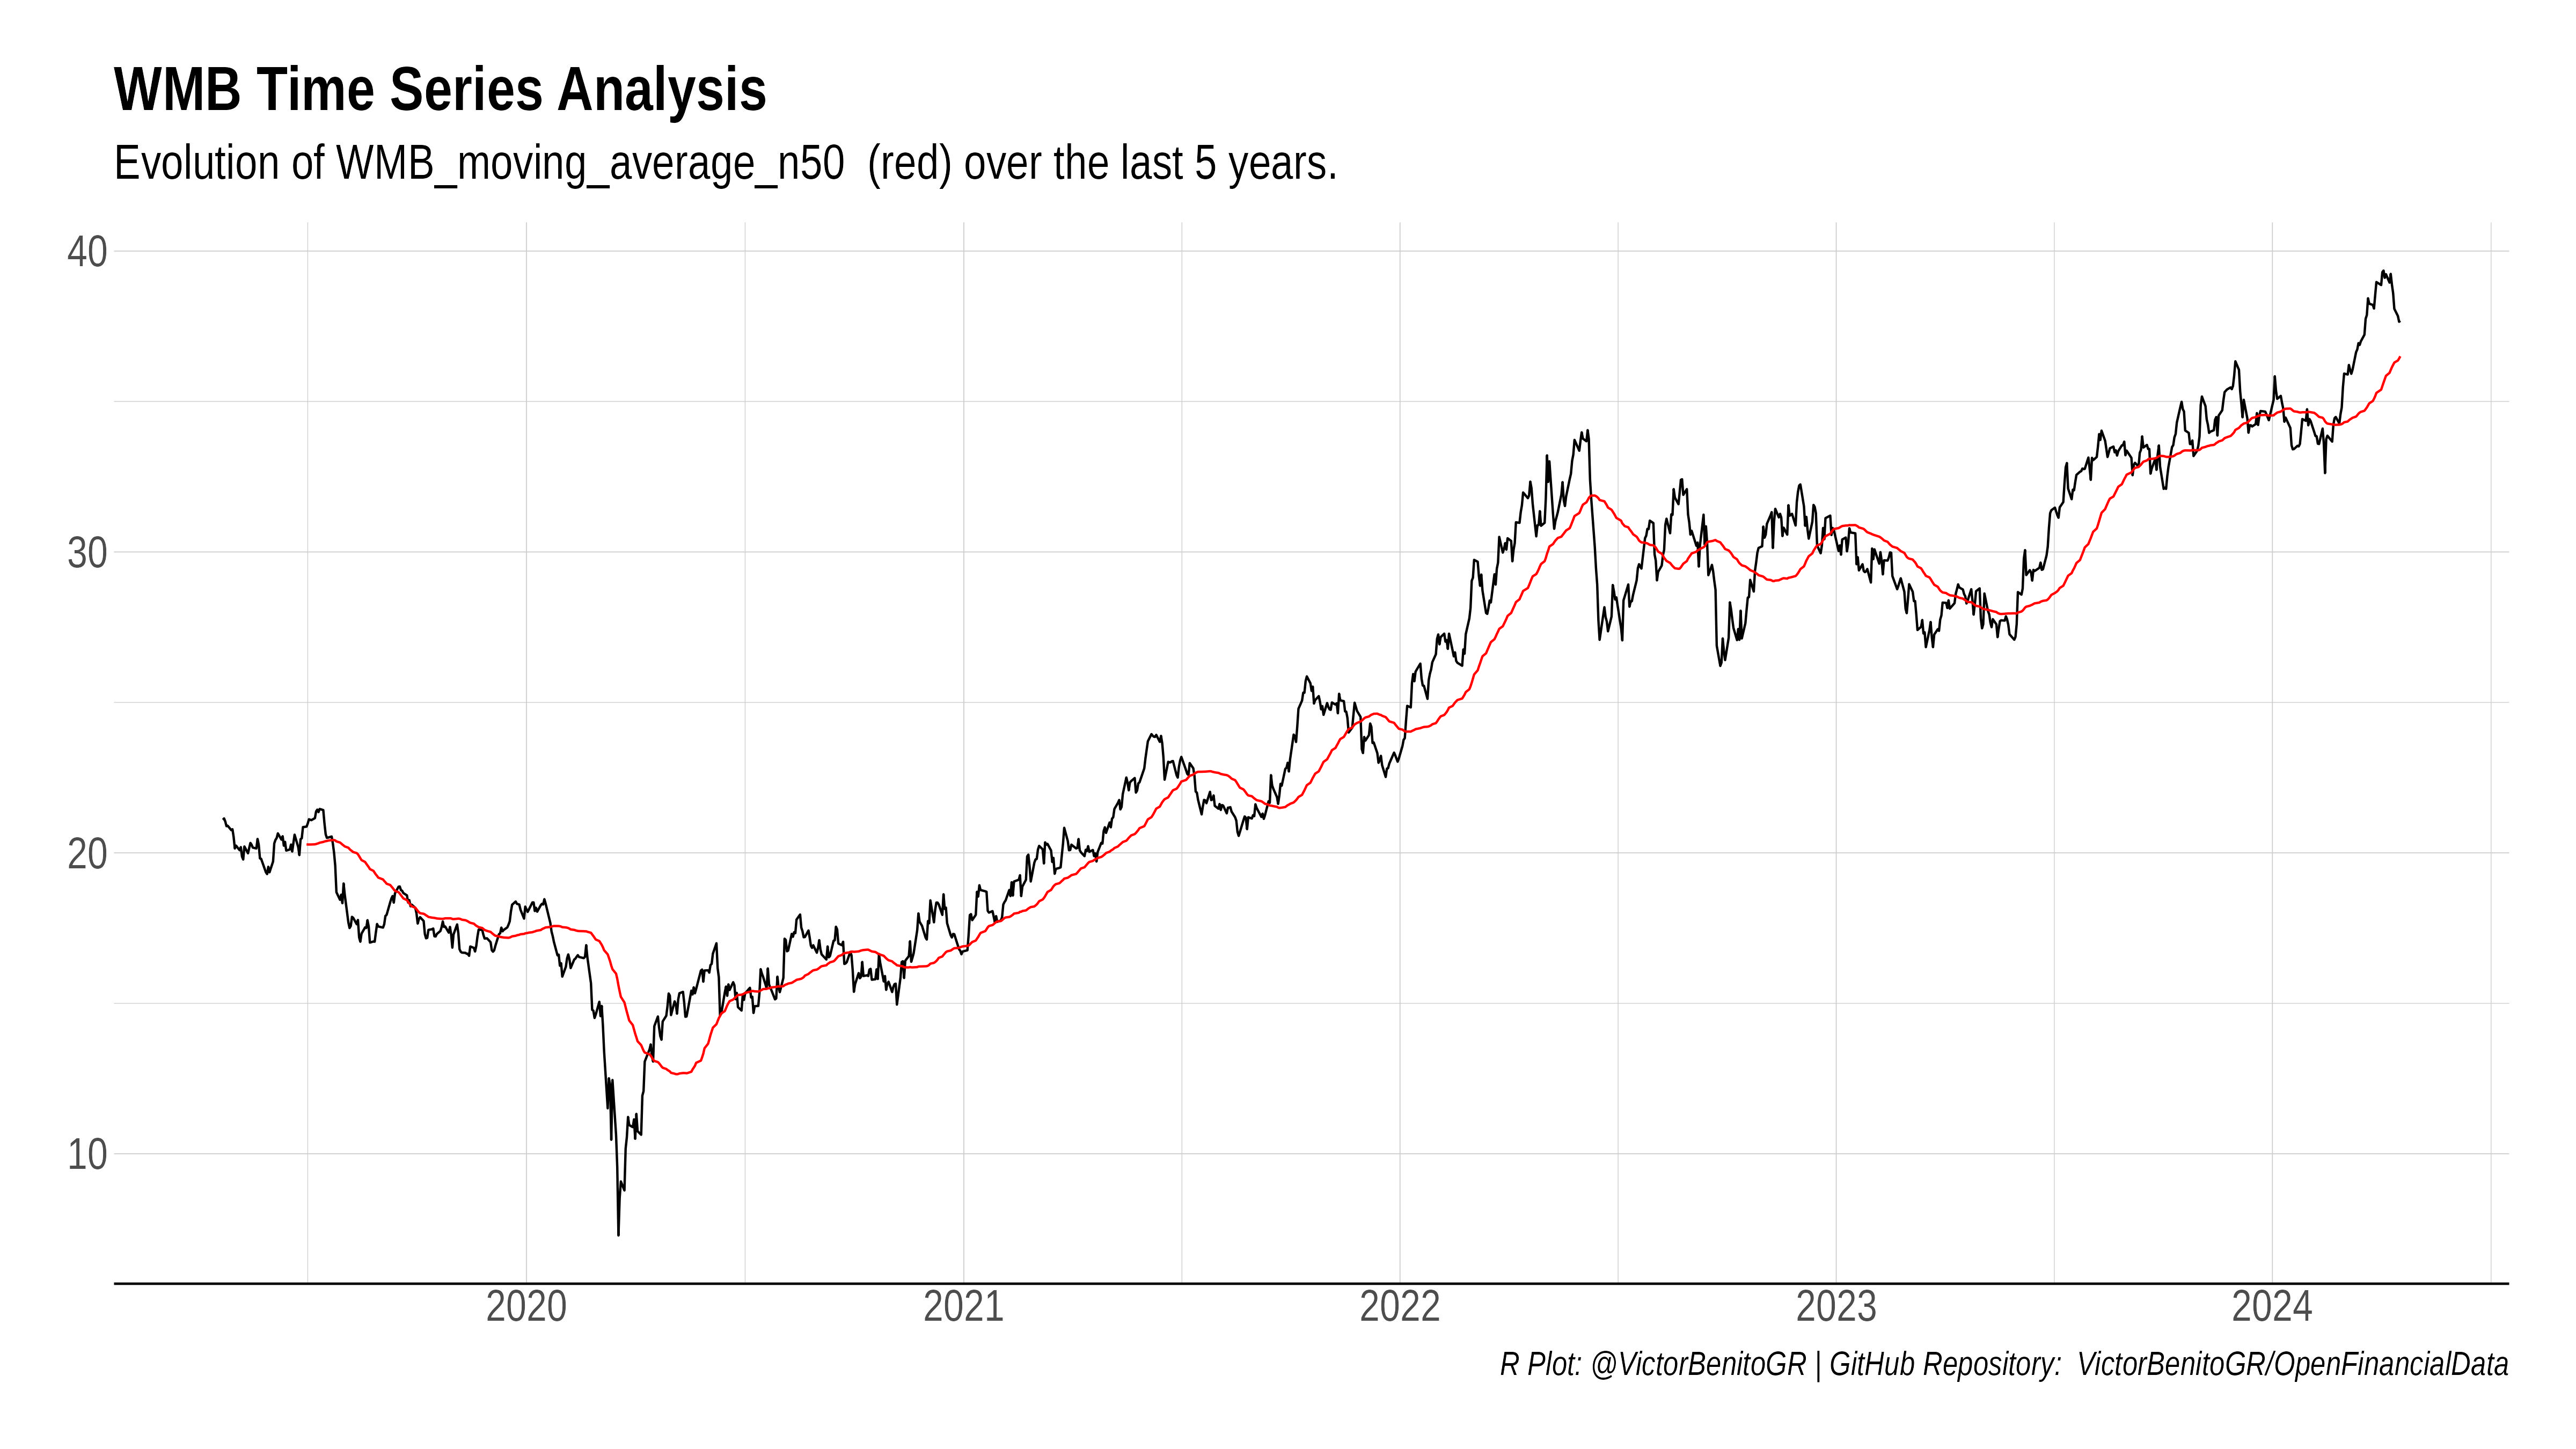 WMB Time Series Analysis
Evolution of WMB_moving_average_n50  (red) over the last 5 years.
40
30
20
10
2020 2021 2022 2023 2024
R Plot: @VictorBenitoGR | GitHub Repository:  VictorBenitoGR/OpenFinancialData